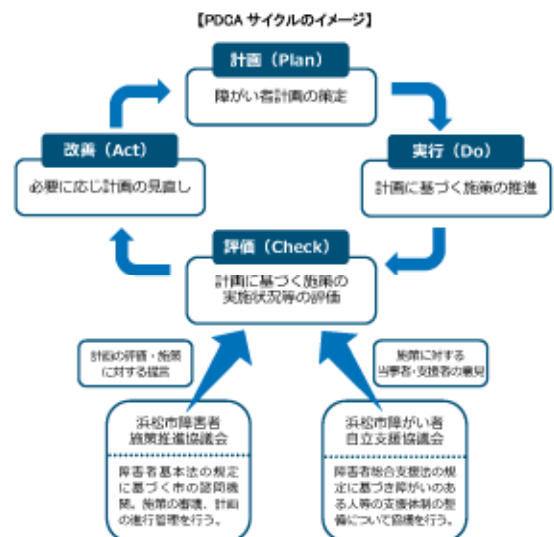 【PDCAサイクルのイメージ】
計画（Plan）
障がい者計画の策定
改善（Act）
必要に応じ計画の見直し
実行（Do）
計画に基づく施策の推進
評価（Check）
計画に基づく施策の
実施状況等の評価
計画の評価・施策
に対する提言
施策に対する
当事者・支援者の意見
浜松市障害者
施策推進協議会
障害者基本法の規定
に基づく市の諮問機
関。施策の審議、計画
の進行管理を行う。
浜松市障がい者
自立支援協議会
障害者総合支援法の規
定に基づき障がいのあ
る人等の支援体制の整
備について協議を行う。